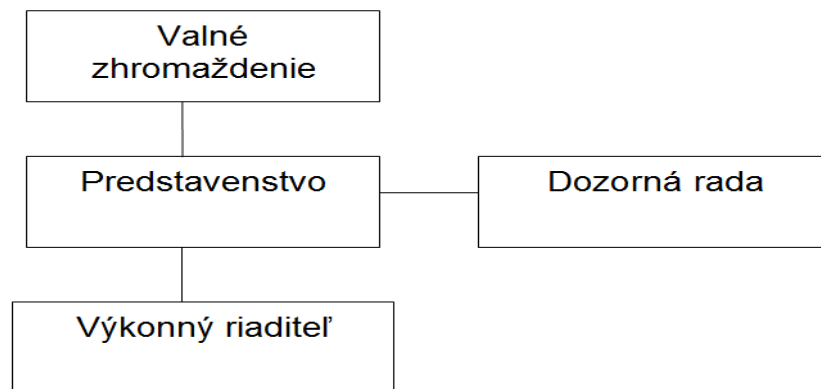 Valné
zhromaždenie
Predstavenstvo
Dozorná rada
Výkonný riaditeľ